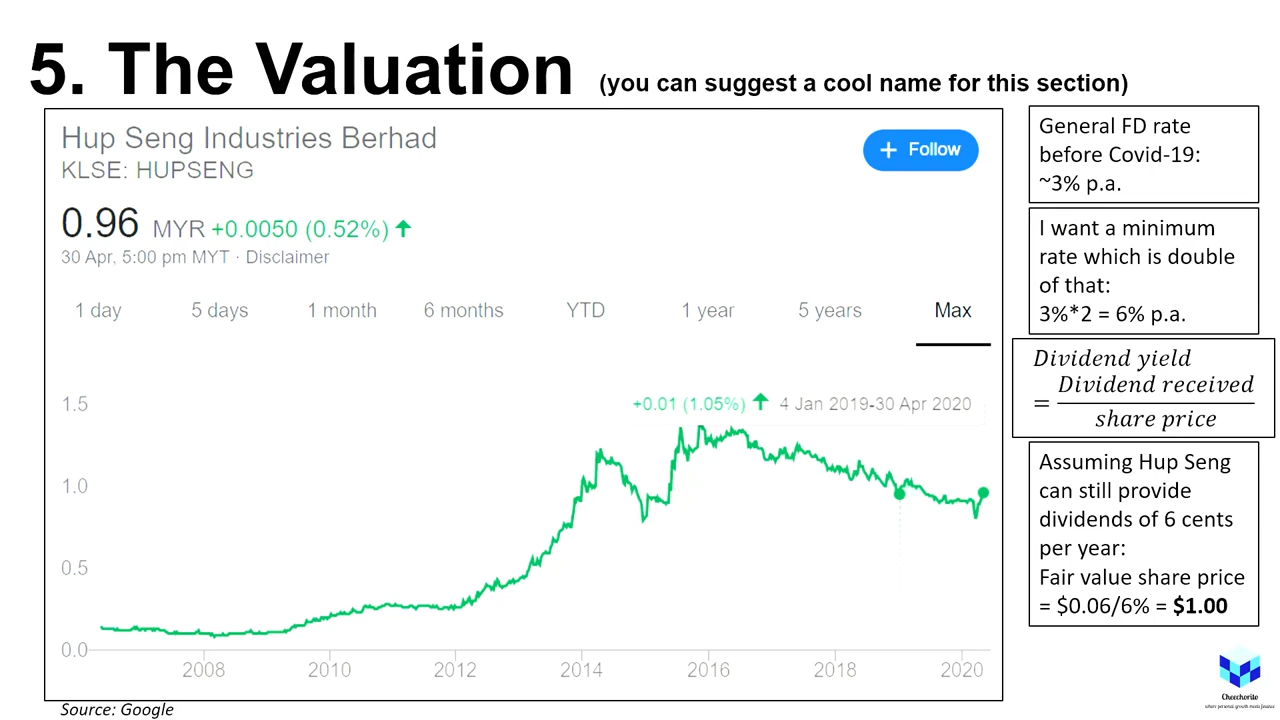 5. The Valuation (you can suggest a cool name for this section)
Hup Seng Industries Berhad
KLSE: HUPSENG
+ Follow
0.96 MYR +0.0050 (0.52%) ↑
30 Apr, 5:00 pm MYT · Disclaimer
1 day 5 days 1 month 6 months YTD 1 year 5 years Max
+0.01 (1.05%) ↑ 4 Jan 2019-30 Apr 2020
1.5
1.0
0.5
0.0
2008 2010 2012 2014 2016 2018 2020
Source: Google
General FD rate
before Covid-19:
~3% p.a.
I want a minimum
rate which is double
of that:
3%*2 = 6% p.a.
Dividend yield
= Dividend received
share price
Assuming Hup Seng
can still provide
dividends of 6 cents
per year:
Fair value share price
= $0.06/6% = $1.00
Cheechorite
where personal growth meets finance